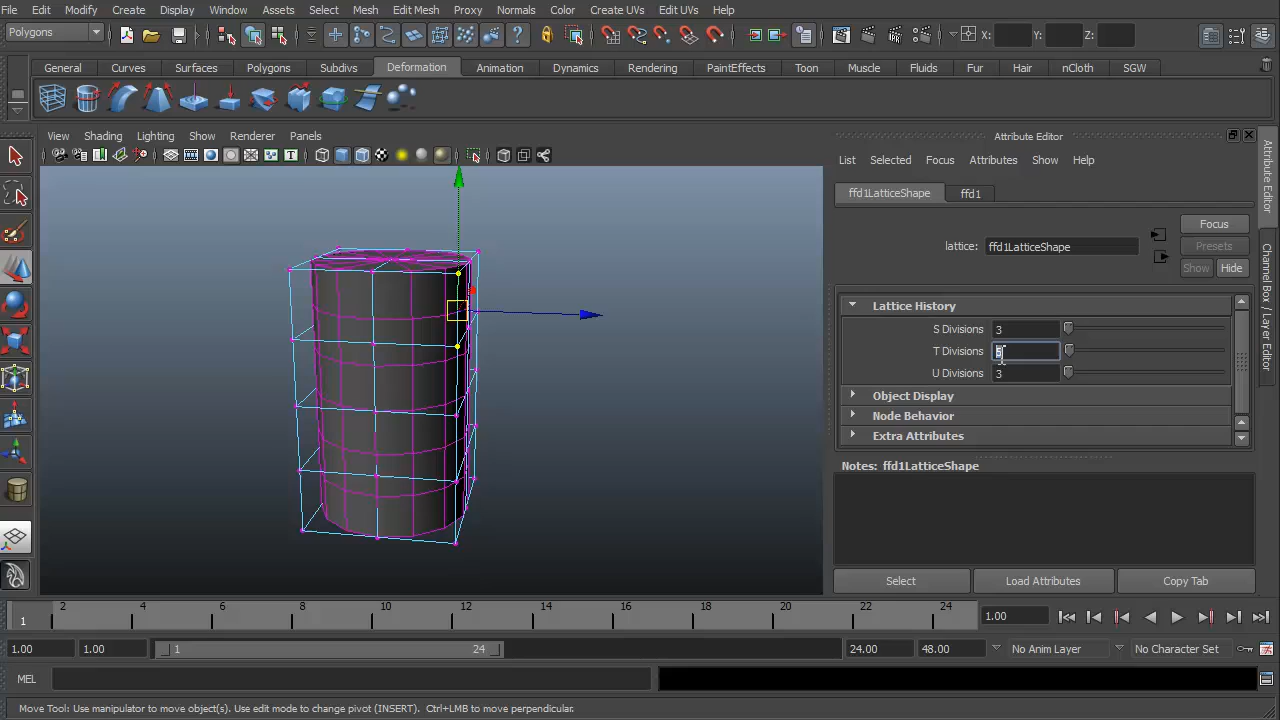 File Edit Modify Create Display Window Assets Select Mesh Edit Mesh Proxy Normals Color Create UVs Edit UVs Help
Polygons X: Y: Z:
General Curves Surfaces Polygons Subdivs Deformation Animation Dynamics Rendering PaintEffects Toon Muscle Fluids Fur Hair nCloth SGW
View Shading Lighting Show Renderer Panels
Attribute Editor
List Selected Focus Attributes Show Help
ffd1LatticeShape ffd1
Focus
lattice: ffd1LatticeShape
Presets
Show Hide
Lattice History
S Divisions 3
T Divisions
U Divisions 3
Object Display
Node Behavior
Extra Attributes
Notes: ffd1LatticeShape
Select Load Attributes Copy Tab
Attribute Editor
Channel Box / Layer Editor
1 2 4 6 8 10 12 14 16 18 20 22 24 1.00
1.00 1.00 1 24 24.00 48.00 No Anim Layer No Character Set
MEL
Move Tool: Use manipulator to move object(s). Use edit mode to change pivot (INSERT). Ctrl+LMB to move perpendicular.